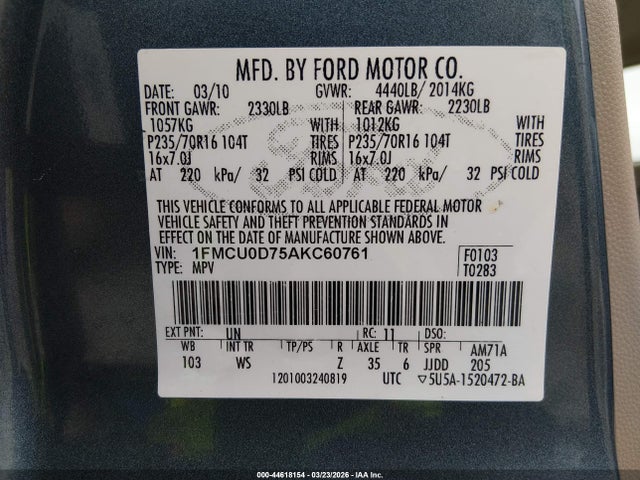 MFD. BY FORD MOTOR CO.
DATE: 03/10 GVWR: 4440LB/ 2014KG
FRONT GAWR: 2330LB REAR GAWR: 2230LB
1057KG WITH 1012KG WITH
P235/70R16 104T TIRES P235/70R16 104T TIRES
16x7.0J RIMS 16x7.0J RIMS
AT 220 kPa/ 32 PSI COLD AT 220 kPa/ 32 PSI COLD
THIS VEHICLE CONFORMS TO ALL APPLICABLE FEDERAL MOTOR
VEHICLE SAFETY AND THEFT PREVENTION STANDARDS IN
EFFECT ON THE DATE OF MANUFACTURE SHOWN ABOVE.
VIN: 1FMCU0D75AKC60761 F0103
TYPE: MPV T0283
EXT PNT: UN RC: 11 DSO:
WB INT TR TP/PS R AXLE TR SPR AM71A
103 WS Z 35 6 JJDD 205
1201003240819 UTC ▽5U5A-1520472-BA
000-44618154 - 03/23/2026 - IAA Inc.